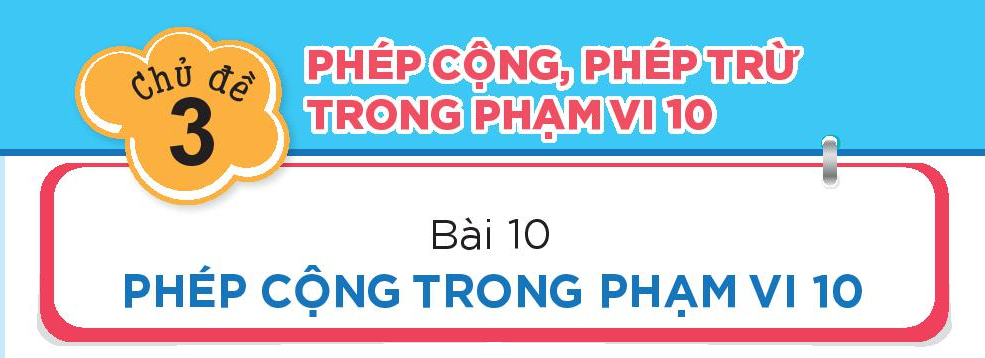 Chủ đề
3
PHÉP CỘNG, PHÉP TRỪ
TRONG PHẠM VI 10
Bài 10
PHÉP CỘNG TRONG PHẠM VI 10